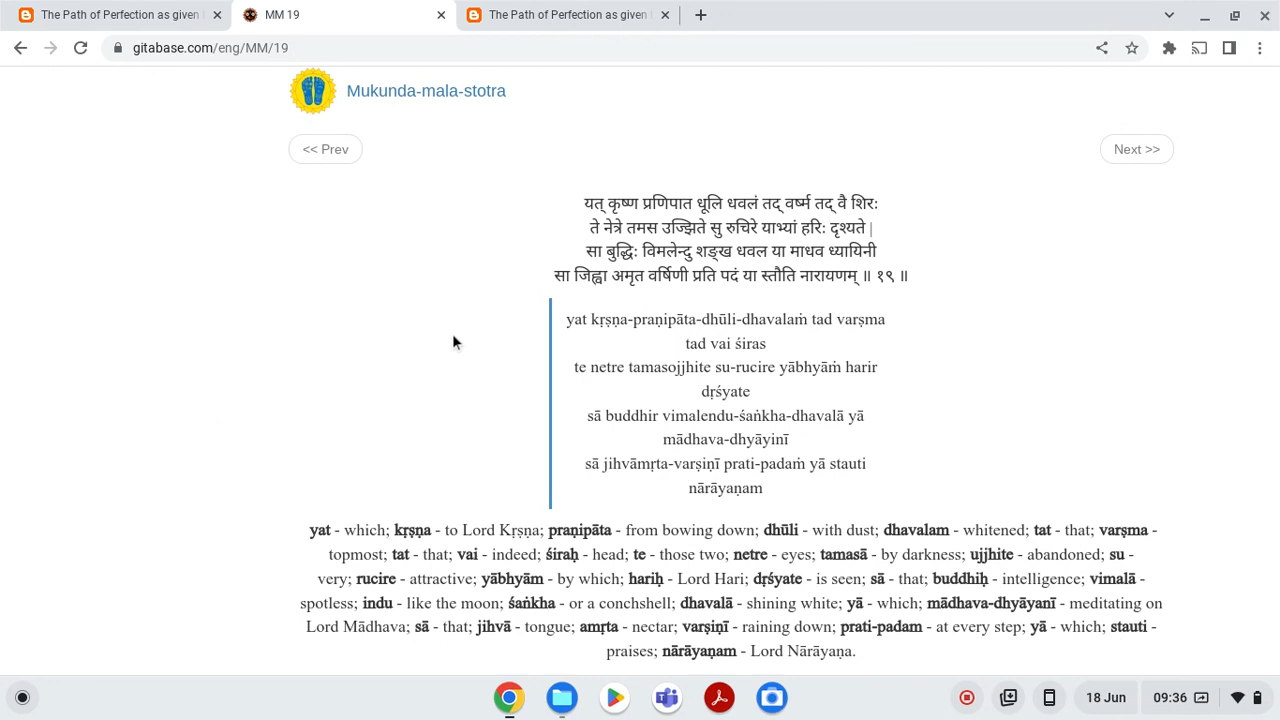 The Path of Perfection as given
MM 19
The Path of Perfection as given
gitabase.com/eng/MM/19
Mukunda-mala-stotra
<< Prev
Next >>
यत् कृष्ण प्रणिपात धूलि धवलं तद् वर्ष्म तद् वै शिरः
ते नेत्रे तमस उज्झिते सु रुचिरे याभ्यां हरिः दृश्यते |
सा बुद्धिः विमलेन्दु शङ्ख धवल या माधव ध्यायिनी
सा जिह्वा अमृत वर्षिणी प्रति पदं या स्तौति नारायणम् ॥ १९ ॥
yat kṛṣṇa-praṇipāta-dhūli-dhavalaṁ tad varṣma
tad vai śiras
te netre tamasojjhite su-rucire yābhyāṁ harir
dṛśyate
sā buddhir vimalendu-śaṅkha-dhavalā yā
mādhava-dhyāyinī
sā jihvāmṛta-varṣiṇī prati-padaṁ yā stauti
nārāyaṇam
yat - which; kṛṣṇa - to Lord Kṛṣṇa; praṇipāta - from bowing down; dhūli - with dust; dhavalam - whitened; tat - that; varṣma -
topmost; tat - that; vai - indeed; śiraḥ - head; te - those two; netre - eyes; tamasā - by darkness; ujjhite - abandoned; su -
very; rucire - attractive; yābhyām - by which; hariḥ - Lord Hari; dṛśyate - is seen; sā - that; buddhiḥ - intelligence; vimalā -
spotless; indu - like the moon; śaṅkha - or a conchshell; dhavalā - shining white; yā - which; mādhava-dhyāyanī - meditating on
Lord Mādhava; sā - that; jihvā - tongue; amṛta - nectar; varṣiṇī - raining down; prati-padam - at every step; yā - which; stauti -
praises; nārāyaṇam - Lord Nārāyaṇa.
18 Jun
09:36